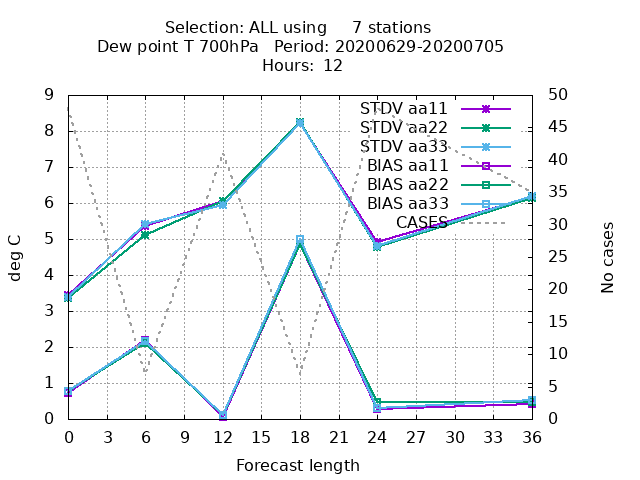 Selection: ALL using     7 stations
Dew point T 700hPa   Period: 20200629-20200705
Hours: 12
9
8
7
6
5
4
3
2
1
0
50
45
40
35
30
25
20
15
10
5
0
deg C
No cases
STDV aa11
STDV aa22
STDV aa33
BIAS aa11
BIAS aa22
BIAS aa33
CASES
0 3 6 9 12 15 18 21 24 27 30 33 36
Forecast length